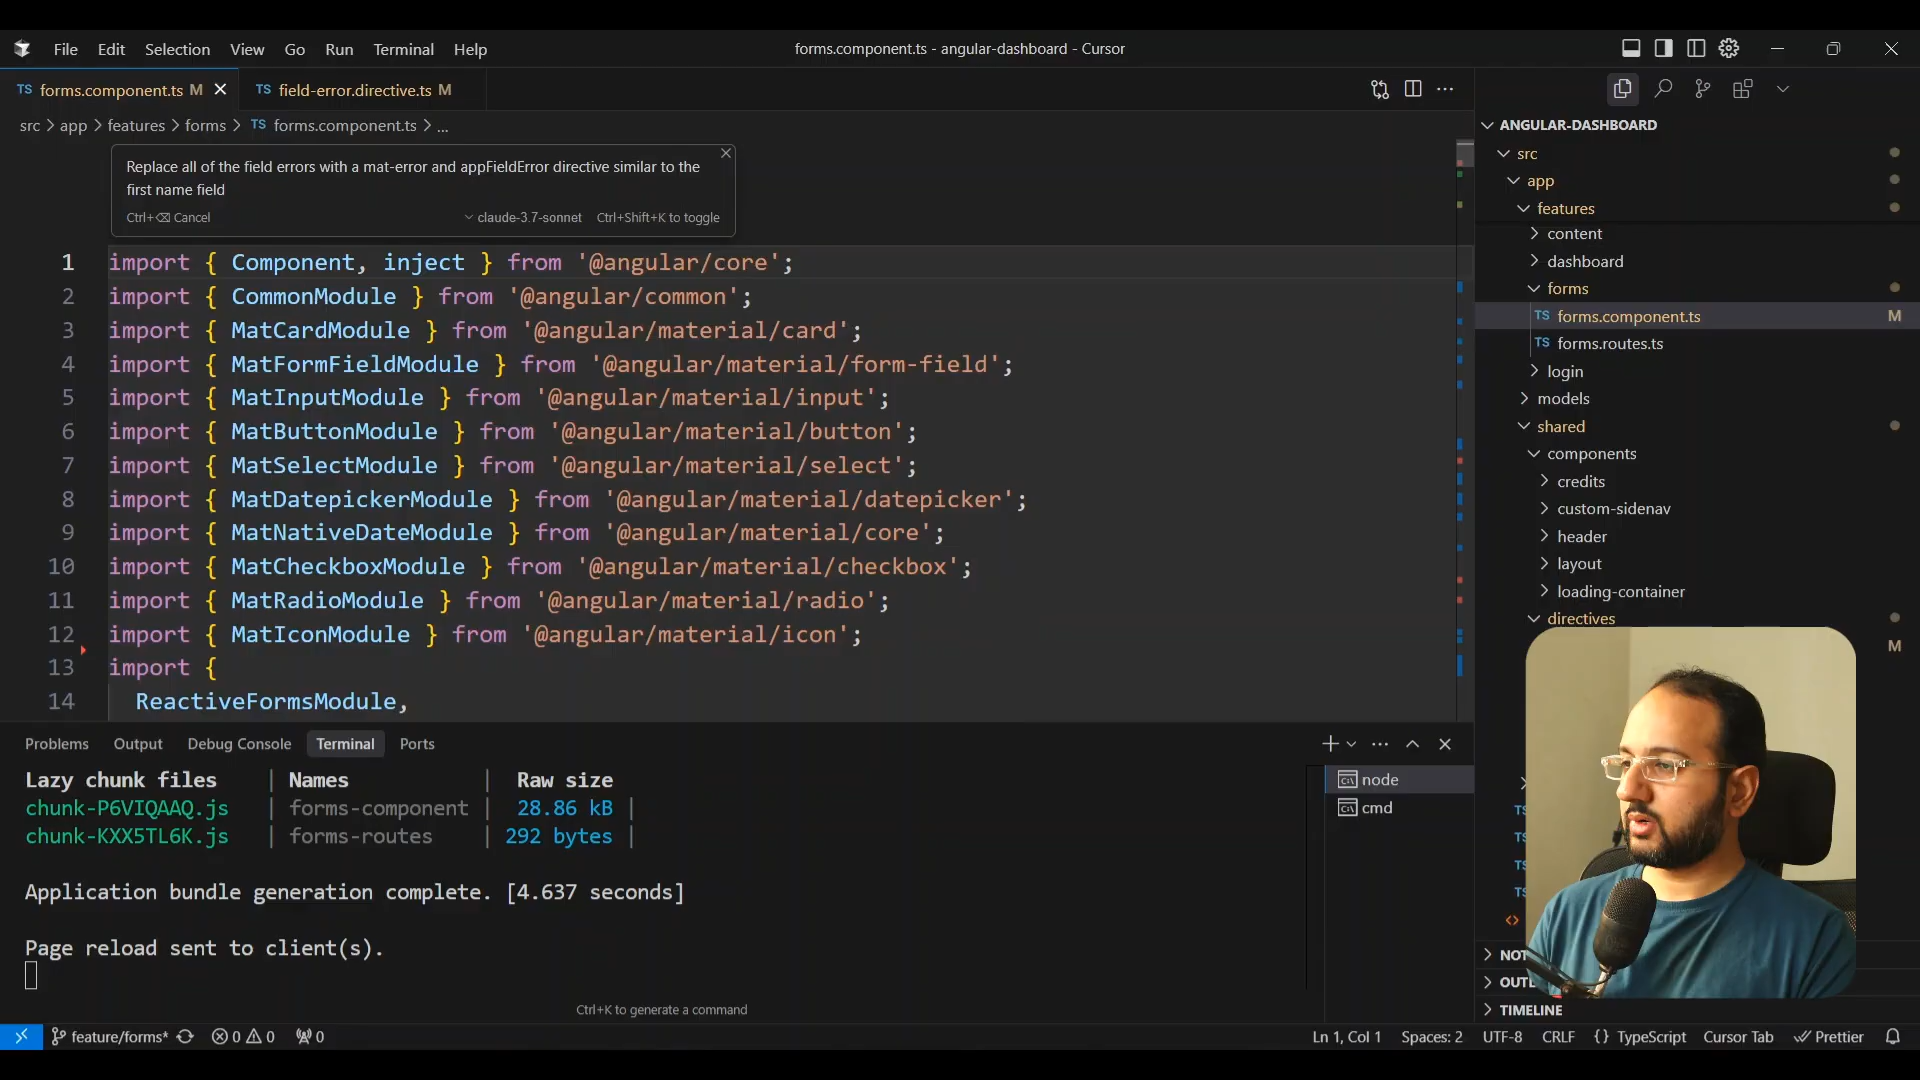 File Edit Selection View Go Run Terminal Help
forms.component.ts - angular-dashboard - Cursor
TS forms.component.ts M
TS field-error.directive.ts M
src > app > features > forms > TS forms.component.ts > ...
Replace all of the field errors with a mat-error and appFieldError directive similar to the
first name field
Ctrl+⌫ Cancel
claude-3.7-sonnet
Ctrl+Shift+K to toggle
1 import { Component, inject } from '@angular/core';
2 import { CommonModule } from '@angular/common';
3 import { MatCardModule } from '@angular/material/card';
4 import { MatFormFieldModule } from '@angular/material/form-field';
5 import { MatInputModule } from '@angular/material/input';
6 import { MatButtonModule } from '@angular/material/button';
7 import { MatSelectModule } from '@angular/material/select';
8 import { MatDatepickerModule } from '@angular/material/datepicker';
9 import { MatNativeDateModule } from '@angular/material/core';
10 import { MatCheckboxModule } from '@angular/material/checkbox';
11 import { MatRadioModule } from '@angular/material/radio';
12 import { MatIconModule } from '@angular/material/icon';
13 import {
14 ReactiveFormsModule,
Problems Output Debug Console Terminal Ports
Lazy chunk files | Names | Raw size
chunk-P6VIQAAQ.js | forms-component | 28.86 kB |
chunk-KXX5TL6K.js | forms-routes | 292 bytes |
Application bundle generation complete. [4.637 seconds]
Page reload sent to client(s).
Ctrl+K to generate a command
node
cmd
ANGULAR-DASHBOARD
src
app
features
content
dashboard
forms
TS forms.component.ts M
TS forms.routes.ts
login
models
shared
components
credits
custom-sidenav
header
layout
loading-container
directives
M
TS
TS
TS
TS
<>
TIMELINE
feature/forms* 0 0 0
Ln 1, Col 1 Spaces: 2 UTF-8 CRLF {} TypeScript Cursor Tab Prettier